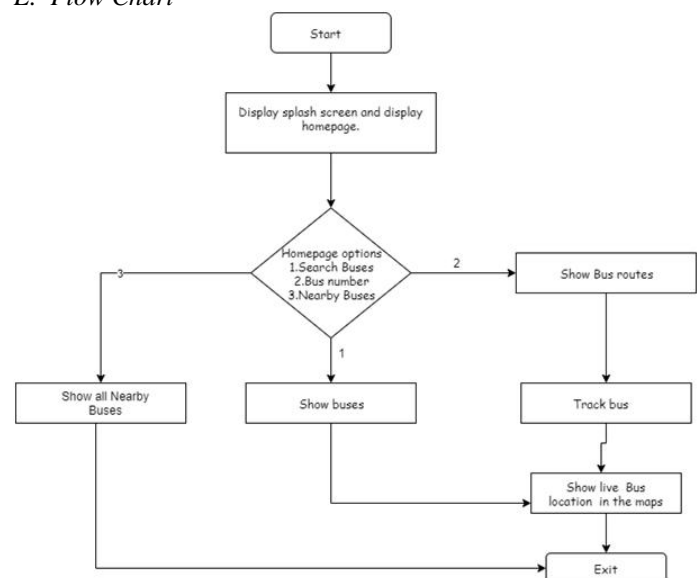 E. Flow Chart
Start
Display splash screen and display
homepage.
Homepage options
1.Search Buses
2.Bus number
3.Nearby Buses
3
2
1
Show Bus routes
Show all Nearby
Buses
Show buses
Track bus
Show live Bus
location in the maps
Exit